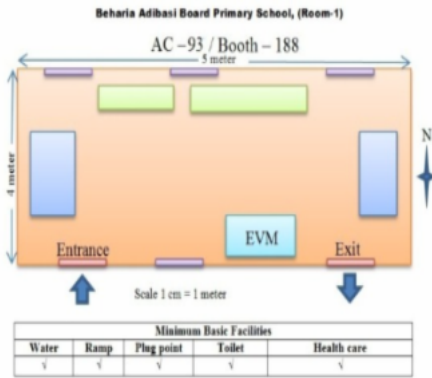 Beharia Adibasi Board Primary School, (Room-1)
AC – 93 / Booth – 188
5 meter
4 meter
N
EVM
Entrance
Exit
Scale 1 cm = 1 meter
Minimum Basic Facilities
Water Ramp Plug point Toilet Health care
√ √ √ √ √